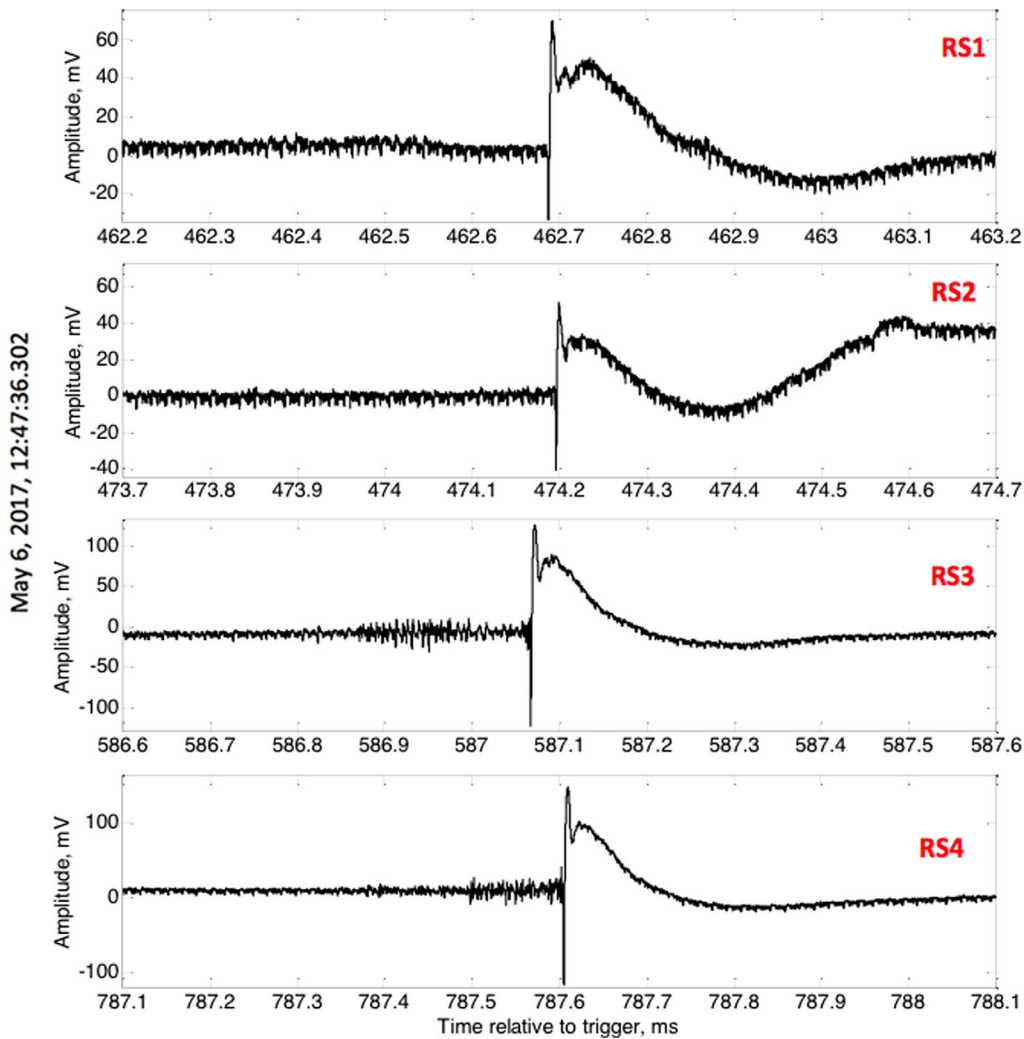 May 6, 2017, 12:47:36.302
Amplitude, mV
60
40
20
0
-20
RS1
462.2 462.3 462.4 462.5 462.6 462.7 462.8 462.9 463 463.1 463.2
Amplitude, mV
60
40
20
0
-20
-40
RS2
473.7 473.8 473.9 474 474.1 474.2 474.3 474.4 474.5 474.6 474.7
Amplitude, mV
100
50
0
-50
-100
RS3
586.6 586.7 586.8 586.9 587 587.1 587.2 587.3 587.4 587.5 587.6
Amplitude, mV
100
0
-100
RS4
787.1 787.2 787.3 787.4 787.5 787.6 787.7 787.8 787.9 788 788.1
Time relative to trigger, ms